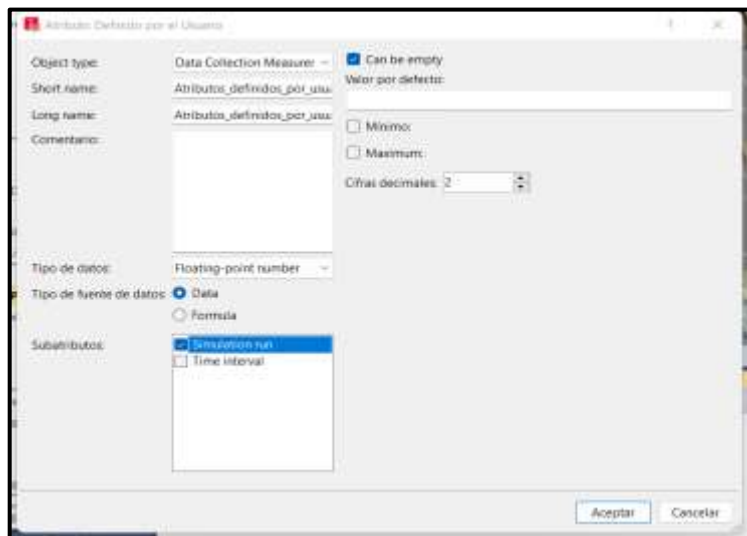 Atributo Definido por el Usuario
Object type:
Data Collection Measurer
Short name:
Atributos_definidos_por_usua
Long name:
Atributos_definidos_por_usua
Comentario:
Tipo de datos:
Floating-point number
Tipo de fuente de datos:
Data
Formula
Subatributos:
Simulation run
Time interval
Can be empty
Valor por defecto:
Mínimo:
Maximum:
Cifras decimales: 2
Aceptar
Cancelar